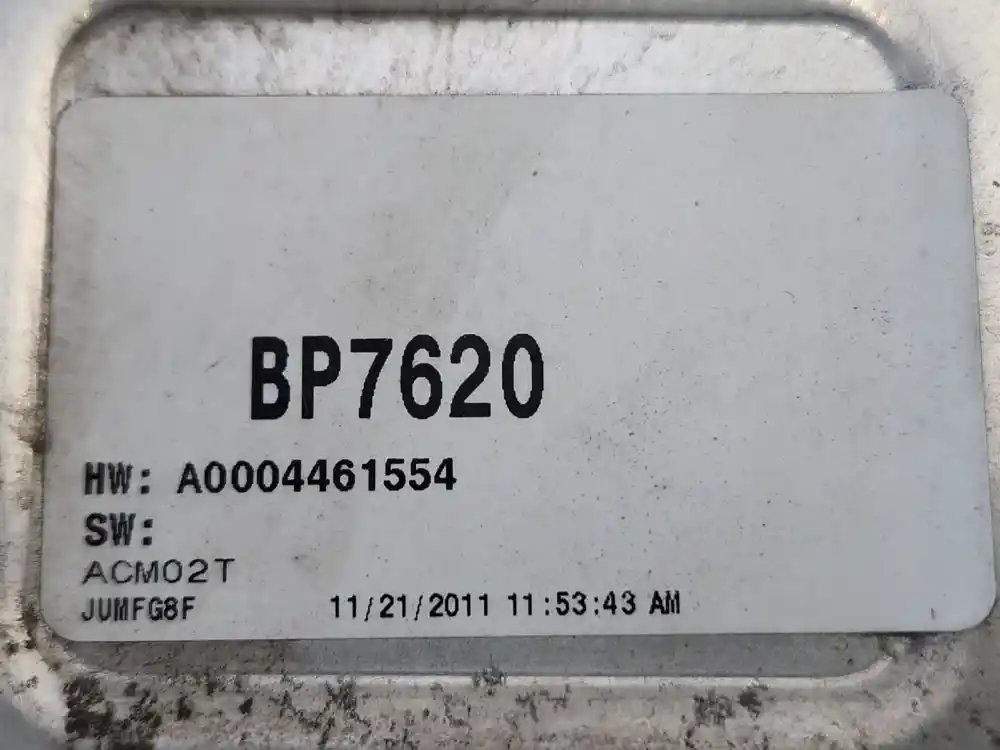 BP7620
HW: A0004461554
SW:
ACM02T
JUMFG8F 11/21/2011 11:53:43 AM